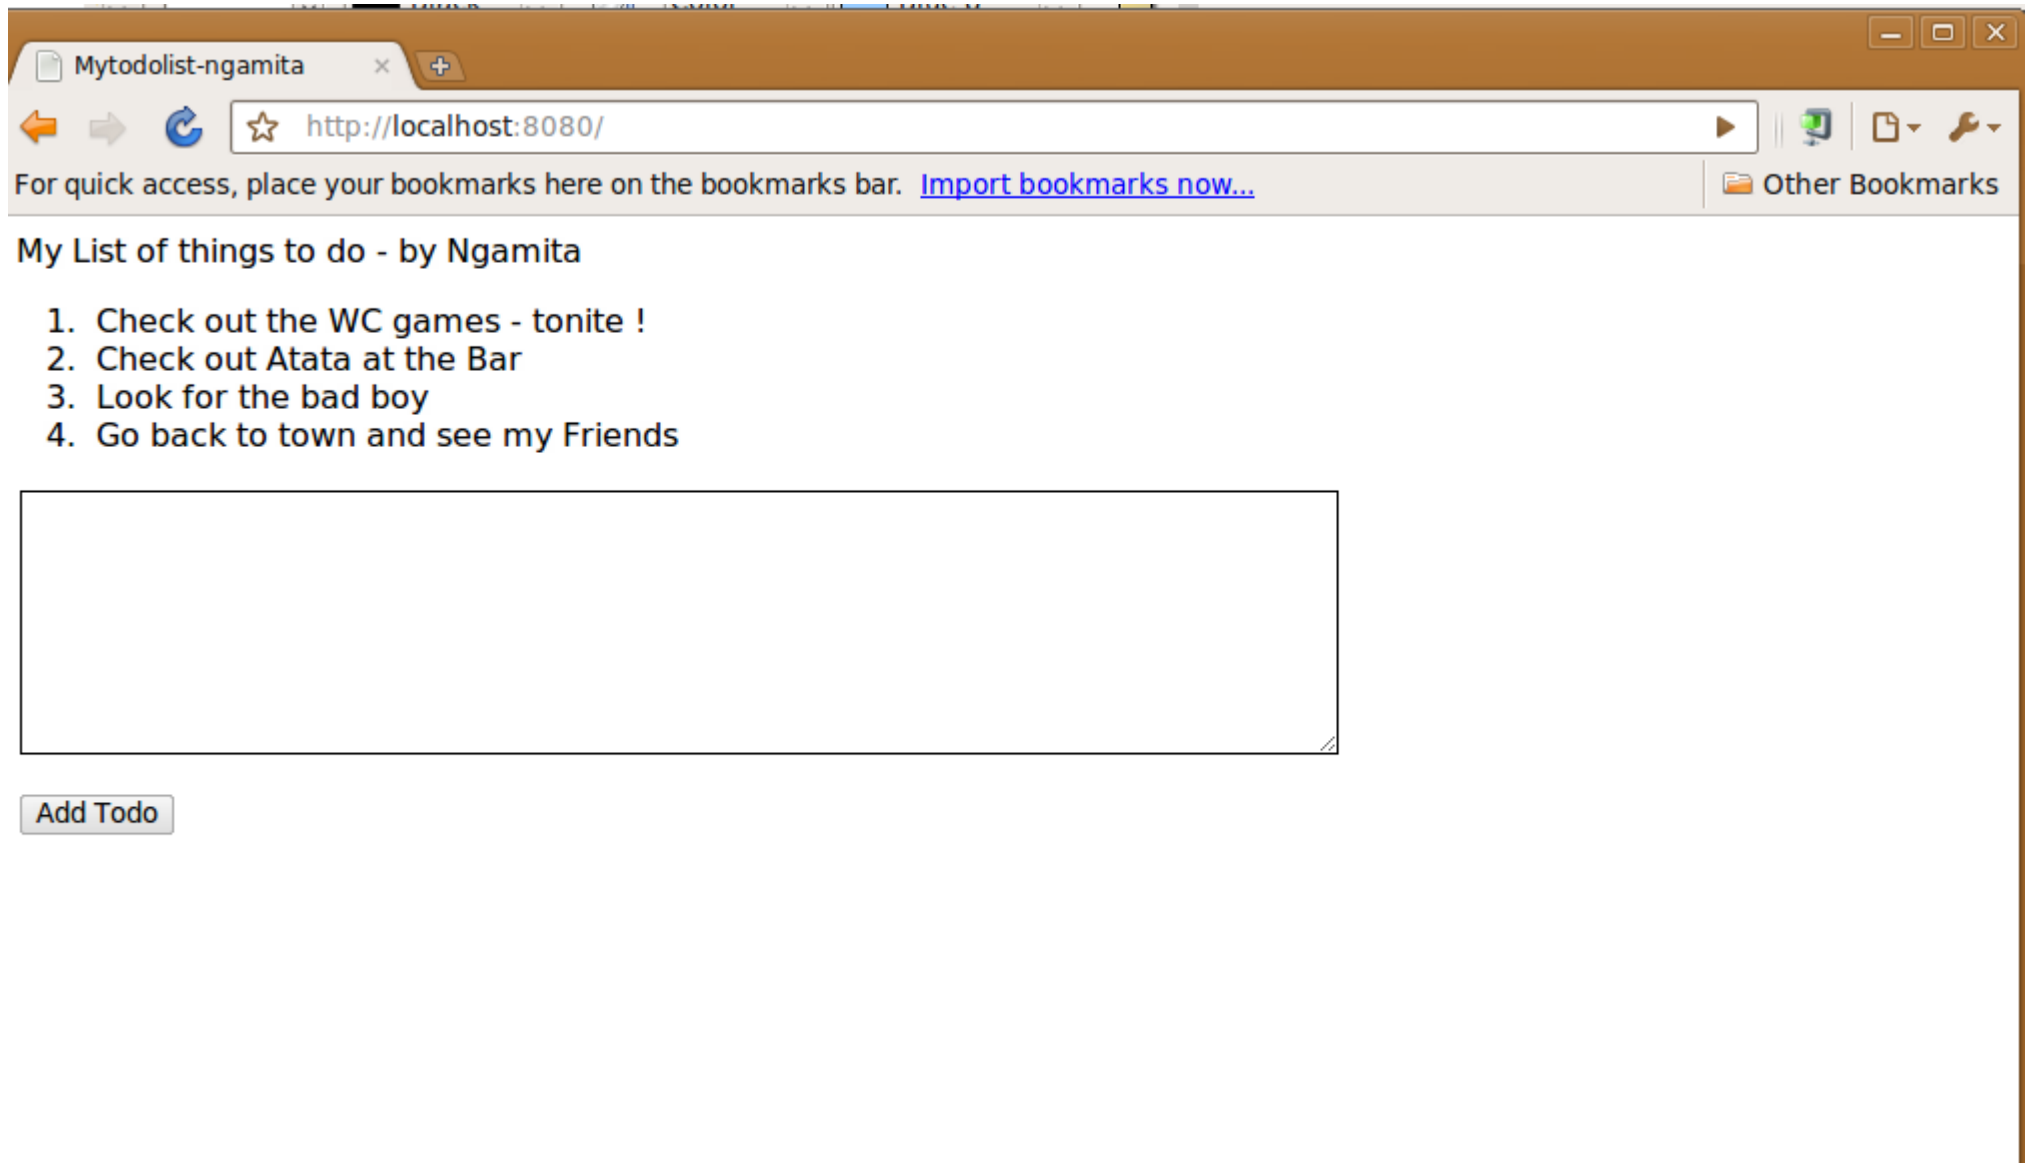 Mytodolist-ngamita
http://localhost:8080/
For quick access, place your bookmarks here on the bookmarks bar. Import bookmarks now... Other Bookmarks
My List of things to do - by Ngamita
1. Check out the WC games - tonite !
2. Check out Atata at the Bar
3. Look for the bad boy
4. Go back to town and see my Friends
Add Todo